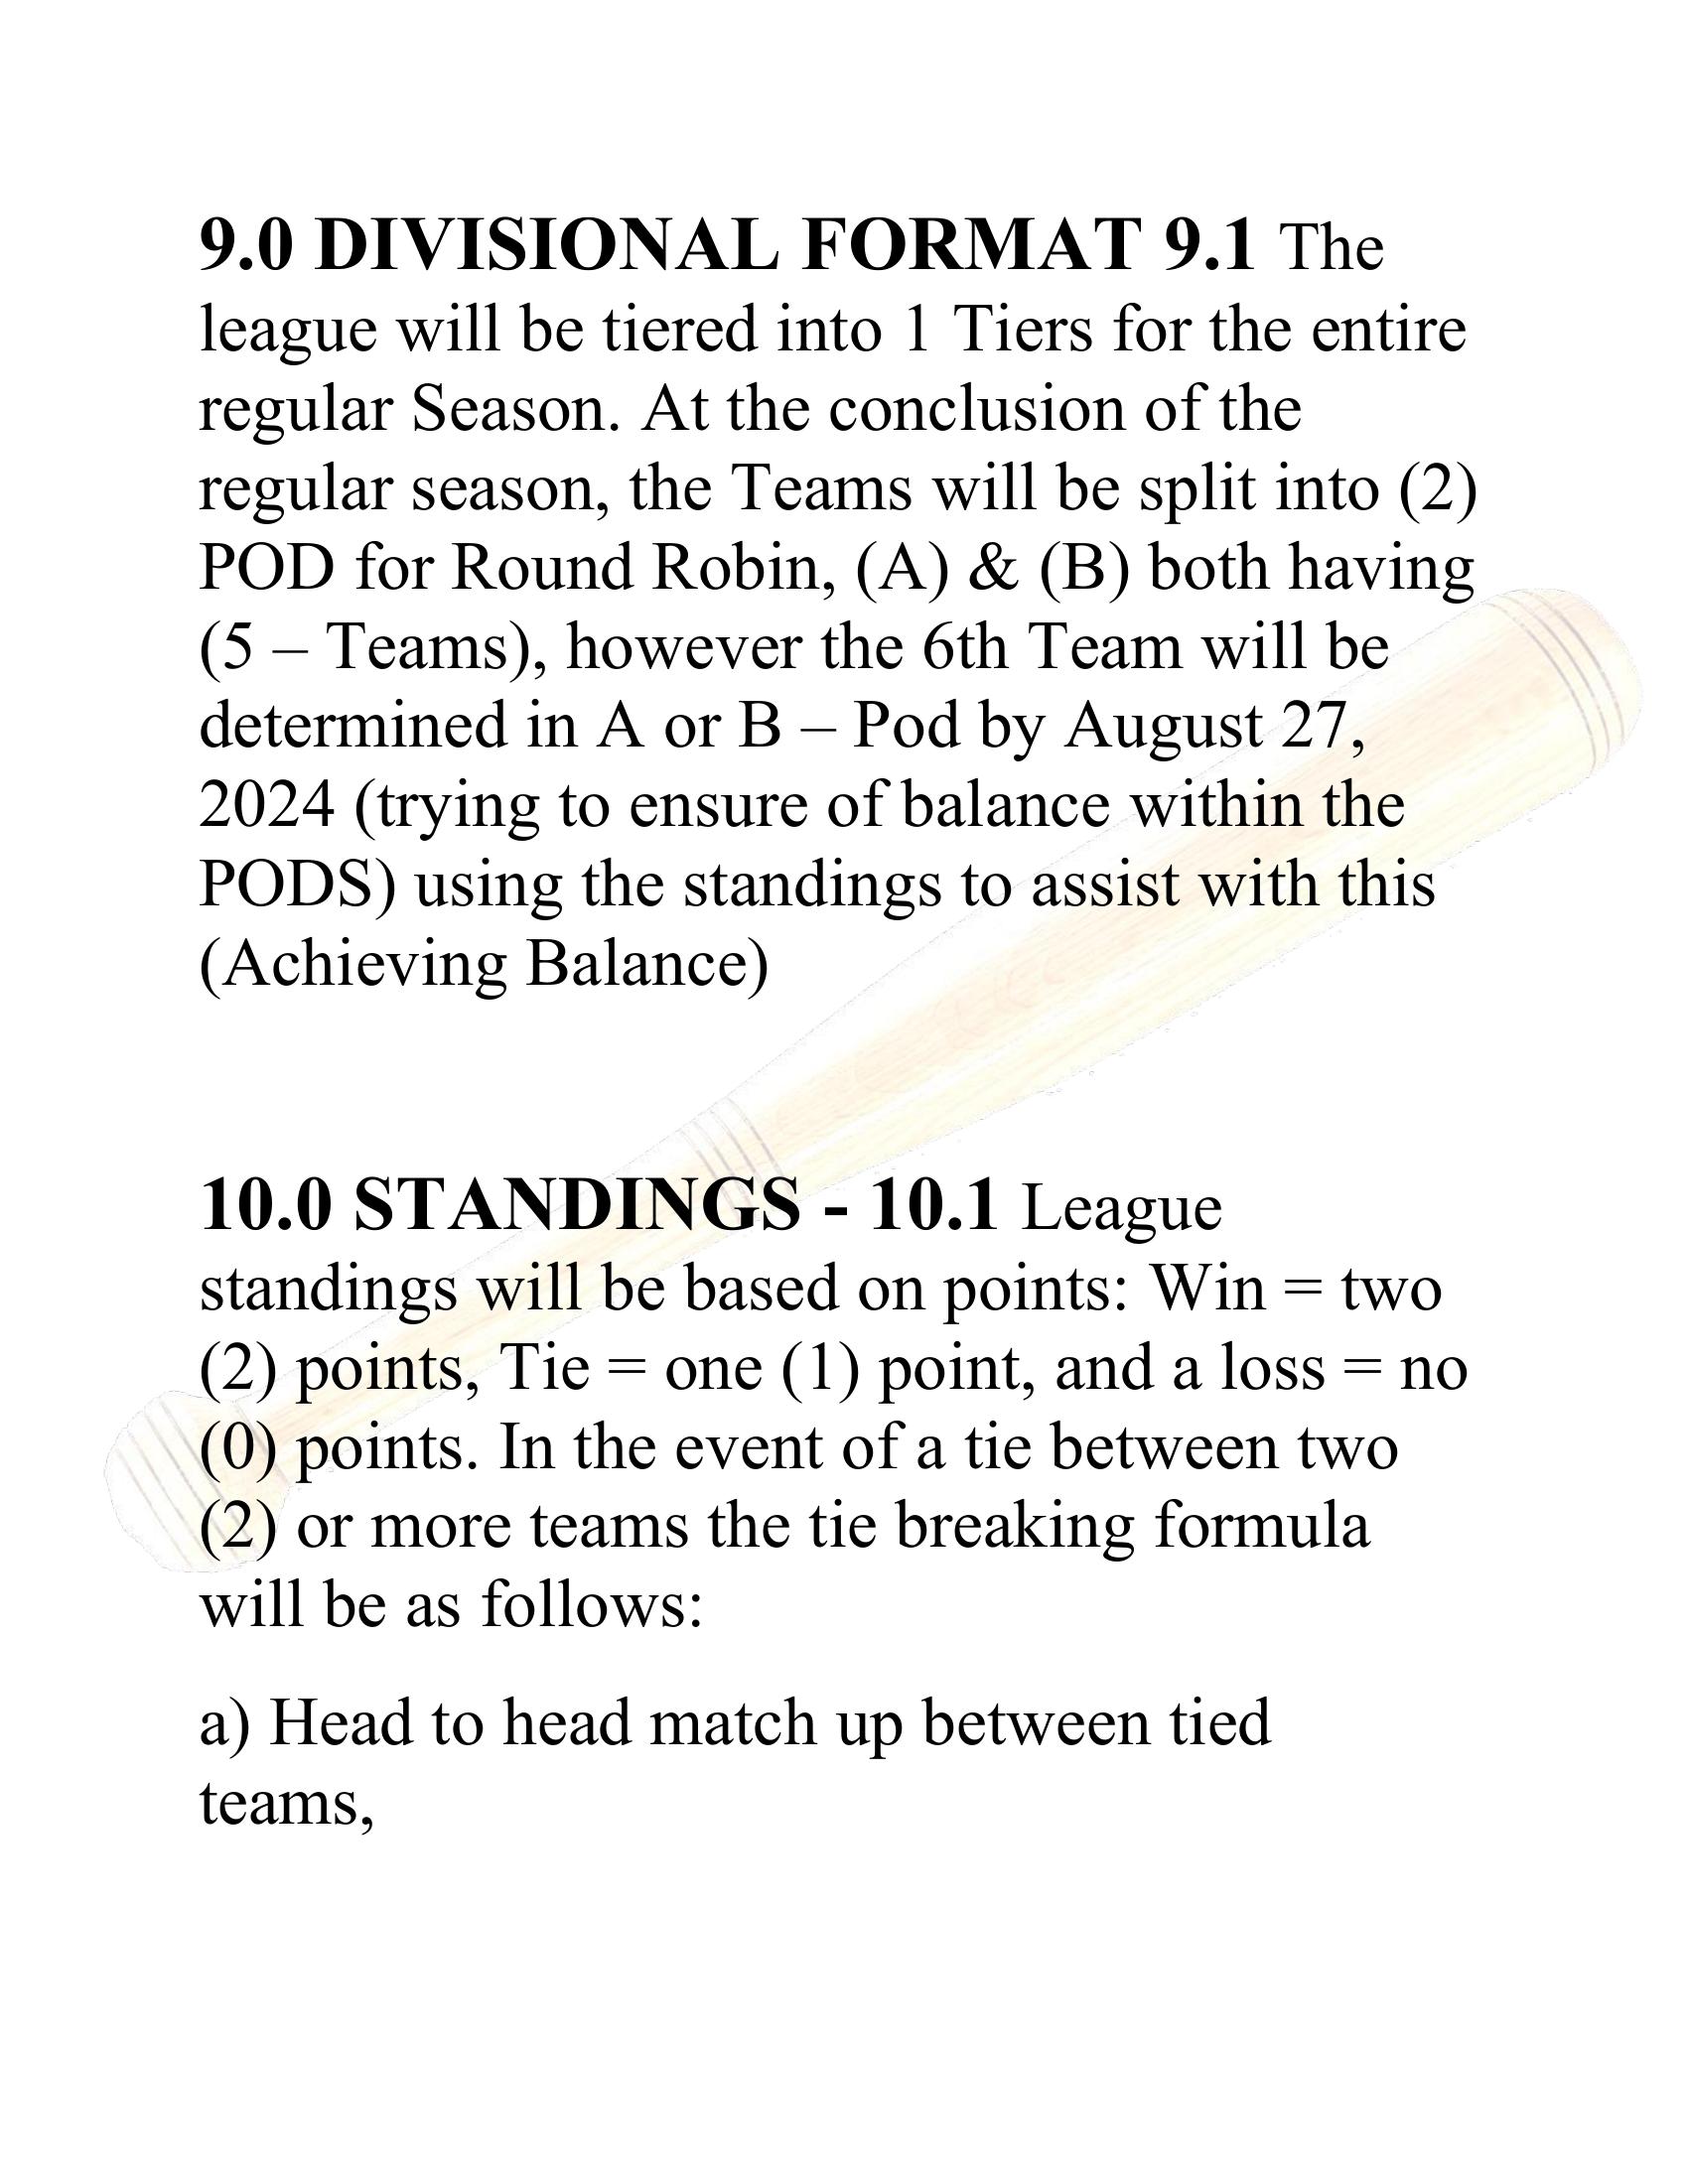 9.0 DIVISIONAL FORMAT 9.1 The
league will be tiered into 1 Tiers for the entire
regular Season. At the conclusion of the
regular season, the Teams will be split into (2)
POD for Round Robin, (A) & (B) both having
(5 – Teams), however the 6th Team will be
determined in A or B – Pod by August 27,
2024 (trying to ensure of balance within the
PODS) using the standings to assist with this
(Achieving Balance)
10.0 STANDINGS - 10.1 League
standings will be based on points: Win = two
(2) points, Tie = one (1) point, and a loss = no
(0) points. In the event of a tie between two
(2) or more teams the tie breaking formula
will be as follows:
a) Head to head match up between tied
teams,